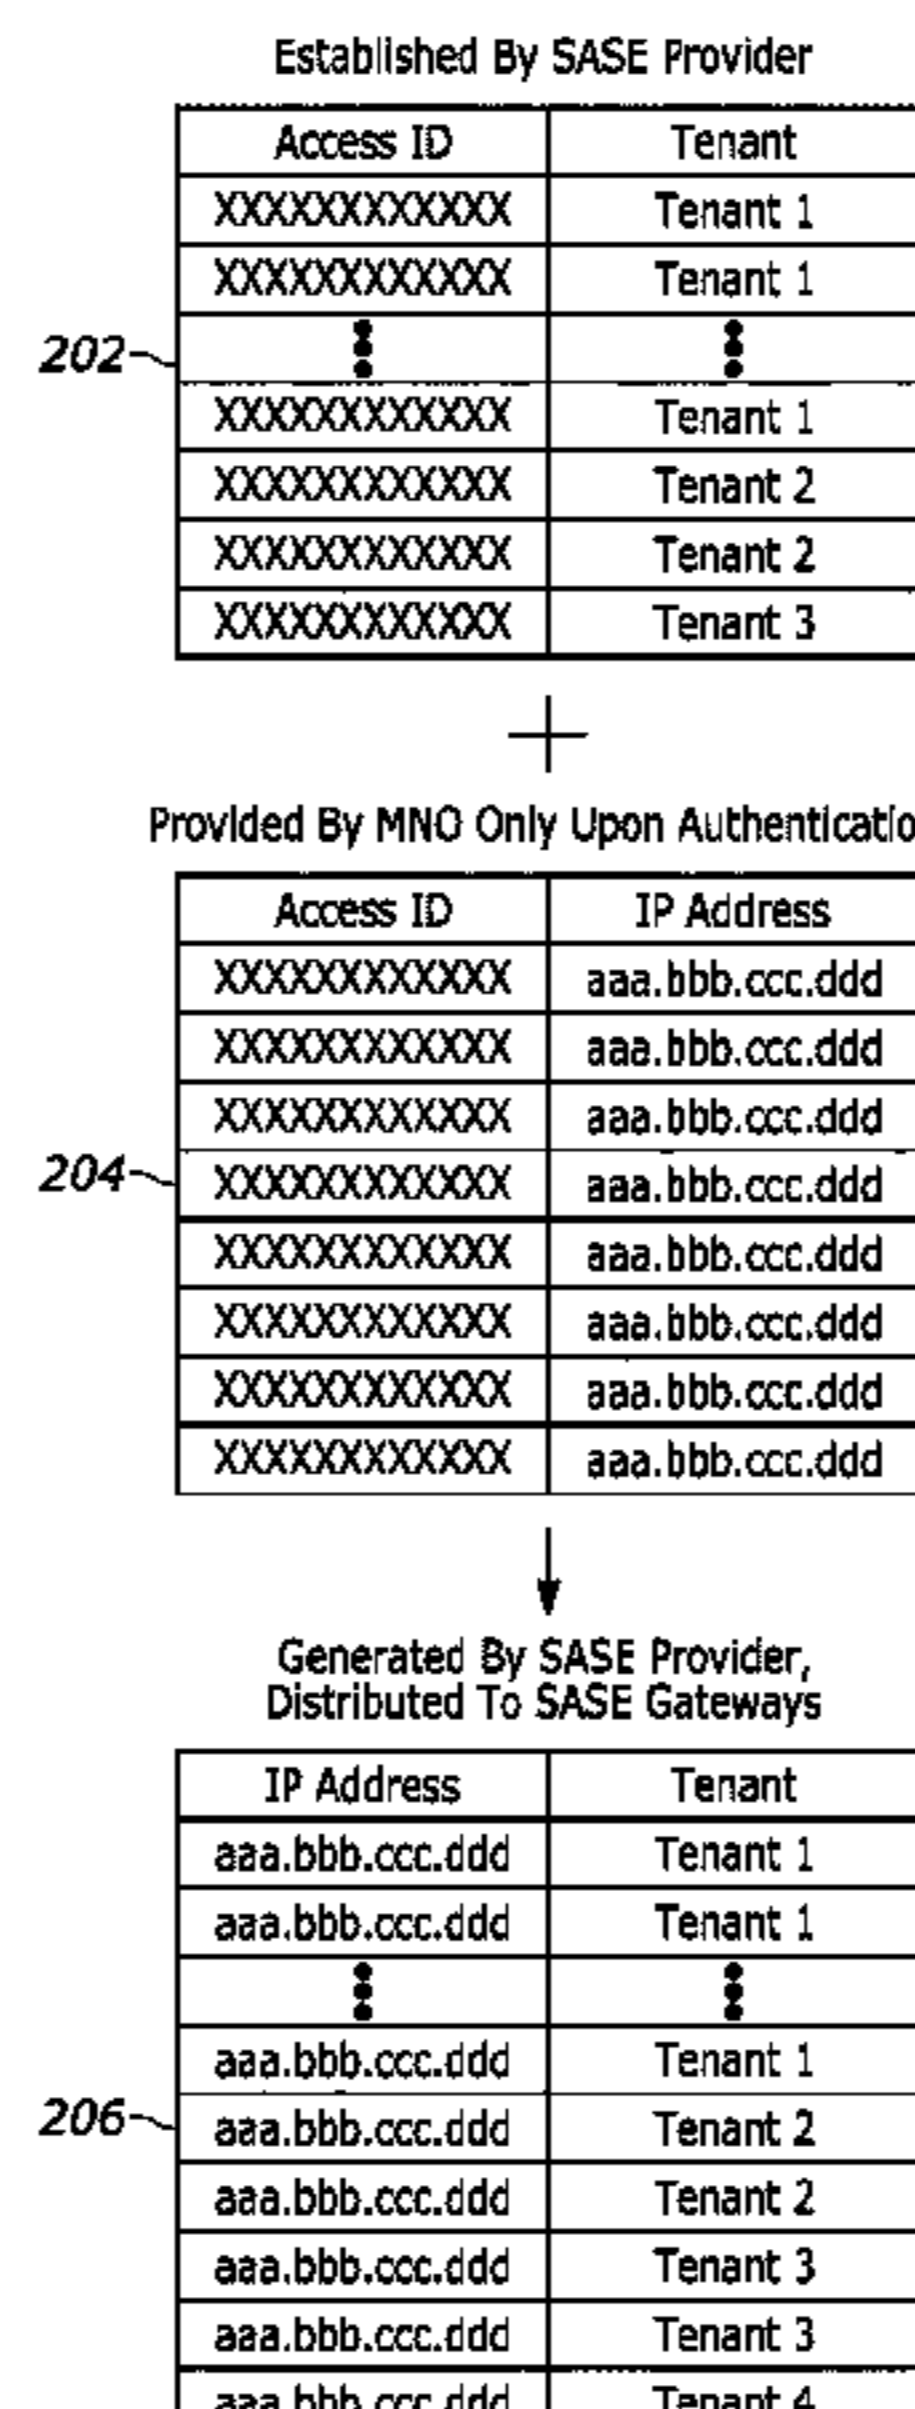 Established By SASE Provider
Access ID Tenant
XXXXXXXXXXXX Tenant 1
XXXXXXXXXXXX Tenant 1
202
XXXXXXXXXXXX Tenant 1
XXXXXXXXXXXX Tenant 2
XXXXXXXXXXXX Tenant 2
XXXXXXXXXXXX Tenant 3
+
Provided By MNO Only Upon Authenticatio
Access ID IP Address
XXXXXXXXXXXX aaa.bbb.ccc.ddd
XXXXXXXXXXXX aaa.bbb.ccc.ddd
XXXXXXXXXXXX aaa.bbb.ccc.ddd
204 XXXXXXXXXXXX aaa.bbb.ccc.ddd
XXXXXXXXXXXX aaa.bbb.ccc.ddd
XXXXXXXXXXXX aaa.bbb.ccc.ddd
XXXXXXXXXXXX aaa.bbb.ccc.ddd
XXXXXXXXXXXX aaa.bbb.ccc.ddd
Generated By SASE Provider,
Distributed To SASE Gateways
IP Address Tenant
aaa.bbb.ccc.ddd Tenant 1
aaa.bbb.ccc.ddd Tenant 1
aaa.bbb.ccc.ddd Tenant 1
206 aaa.bbb.ccc.ddd Tenant 2
aaa.bbb.ccc.ddd Tenant 2
aaa.bbb.ccc.ddd Tenant 3
aaa.bbb.ccc.ddd Tenant 3
aaa.bbb.ccc.ddd Tenant 4